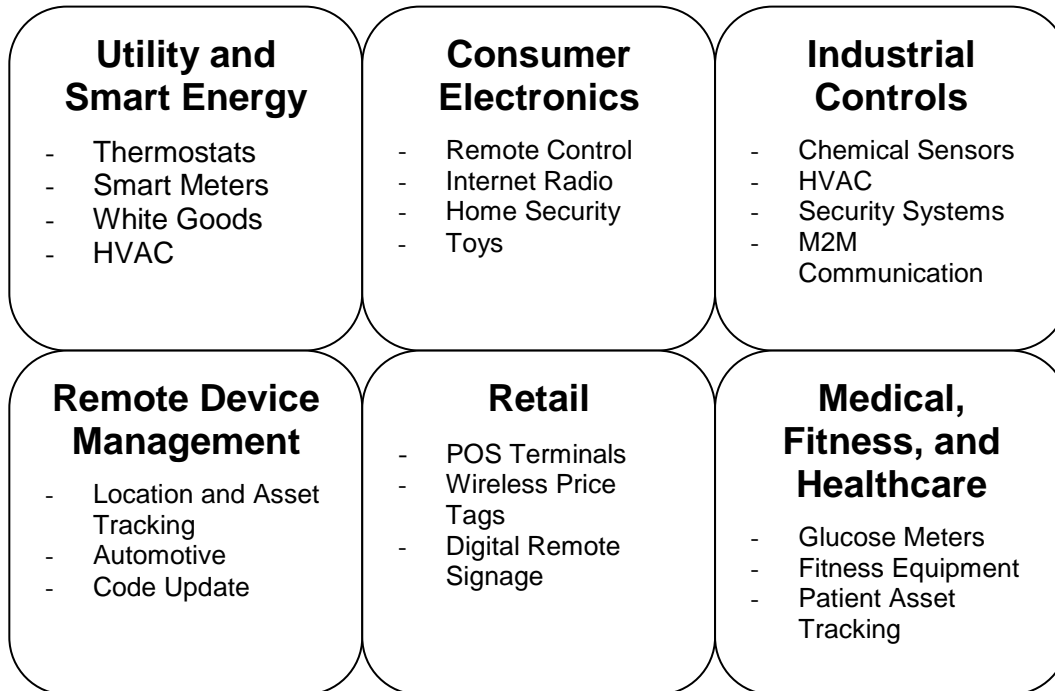 Utility and
Smart Energy
- Thermostats
- Smart Meters
- White Goods
- HVAC
Consumer
Electronics
- Remote Control
- Internet Radio
- Home Security
- Toys
Industrial
Controls
- Chemical Sensors
- HVAC
- Security Systems
- M2M
Communication
Remote Device
Management
- Location and Asset
Tracking
- Automotive
- Code Update
Retail
- POS Terminals
- Wireless Price
Tags
- Digital Remote
Signage
Medical,
Fitness, and
Healthcare
- Glucose Meters
- Fitness Equipment
- Patient Asset
Tracking